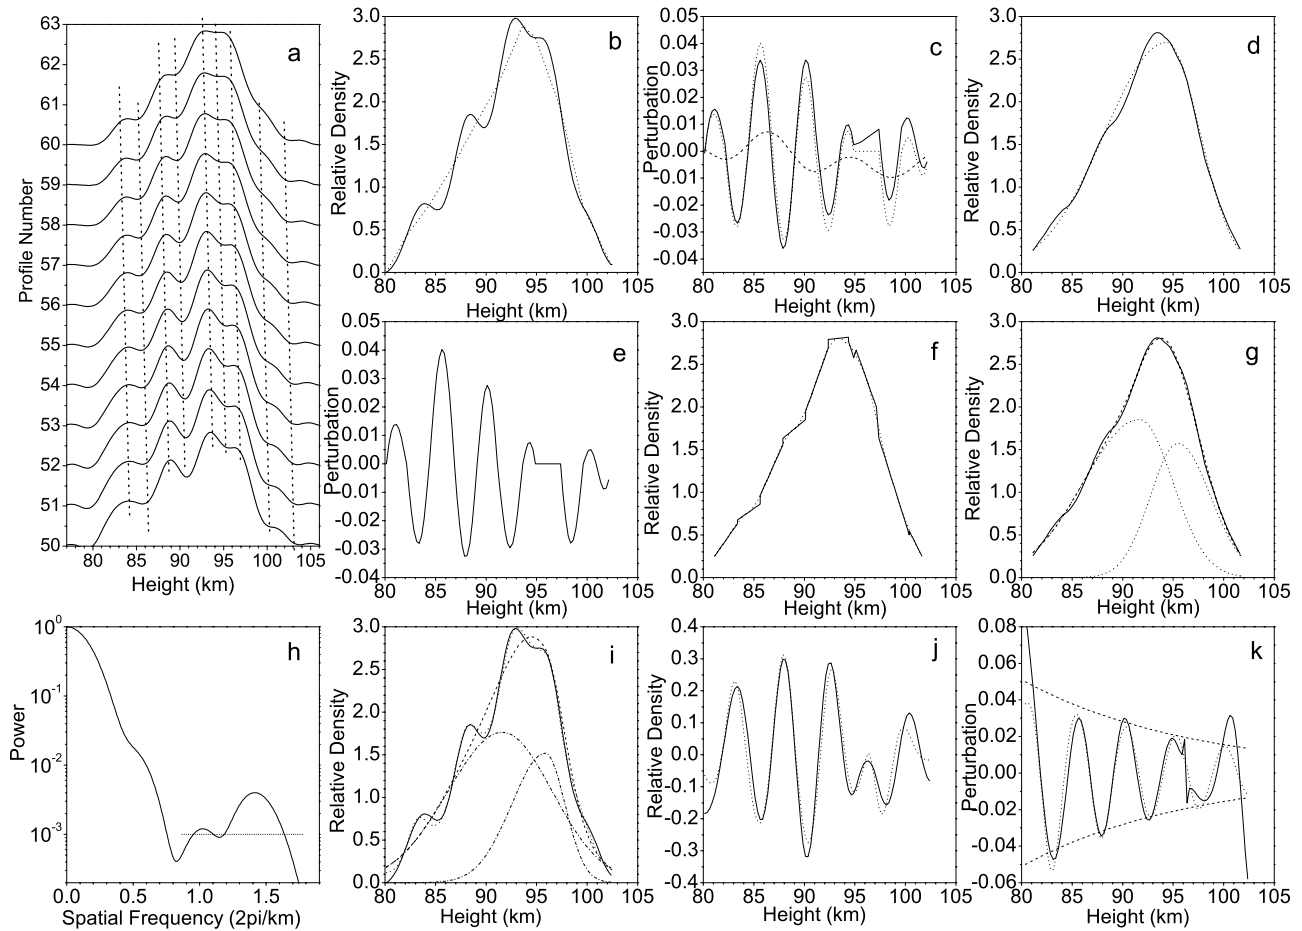 a
63
62
61
60
59
58
57
56
55
54
53
52
51
50
80 85 90 95 100 105
Profile Number
Height (km)
b
3.0
2.5
2.0
1.5
1.0
0.5
0.0
80 85 90 95 100 105
Relative Density
Height (km)
c
0.05
0.04
0.03
0.02
0.01
0.00
-0.01
-0.02
-0.03
-0.04
80 85 90 95 100 105
Perturbation
Height (km)
d
3.0
2.5
2.0
1.5
1.0
0.5
0.0
80 85 90 95 100 105
Relative Density
Height (km)
e
0.05
0.04
0.03
0.02
0.01
0.00
-0.01
-0.02
-0.03
-0.04
80 85 90 95 100 105
Perturbation
Height (km)
f
3.0
2.5
2.0
1.5
1.0
0.5
0.0
80 85 90 95 100 105
Relative Density
Height (km)
g
3.0
2.5
2.0
1.5
1.0
0.5
0.0
80 85 90 95 100 105
Relative Density
Height (km)
h
10^0
10^-1
10^-2
10^-3
0.0 0.5 1.0 1.5
Power
Spatial Frequency (2pi/km)
i
3.0
2.5
2.0
1.5
1.0
0.5
0.0
80 85 90 95 100 105
Relative Density
Height (km)
j
0.4
0.3
0.2
0.1
0.0
-0.1
-0.2
-0.3
-0.4
80 85 90 95 100 105
Relative Density
Height (km)
k
0.08
0.06
0.04
0.02
0.00
-0.02
-0.04
-0.06
80 85 90 95 100 105
Perturbation
Height (km)